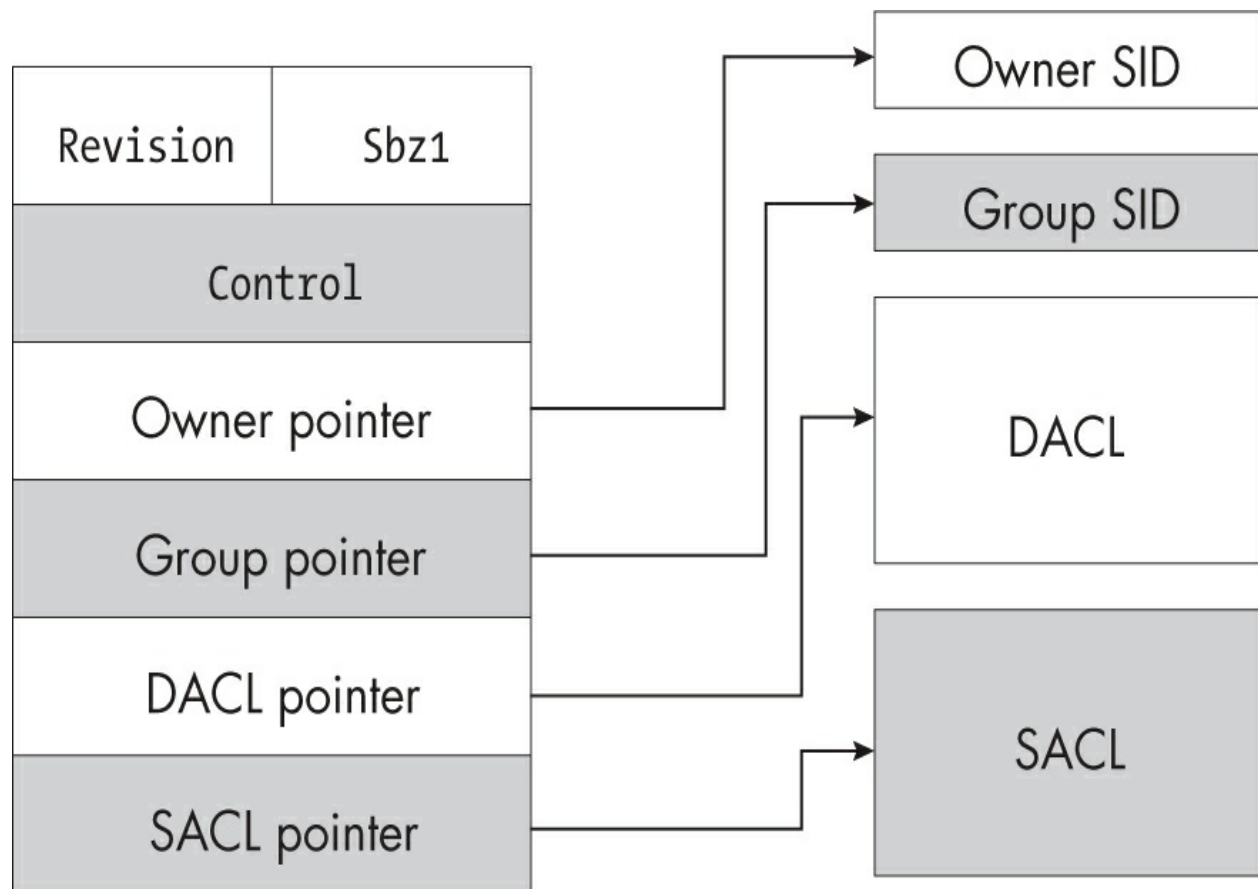 Revision
Sbz1
Control
Owner pointer
Group pointer
DACL pointer
SACL pointer
Owner SID
Group SID
DACL
SACL